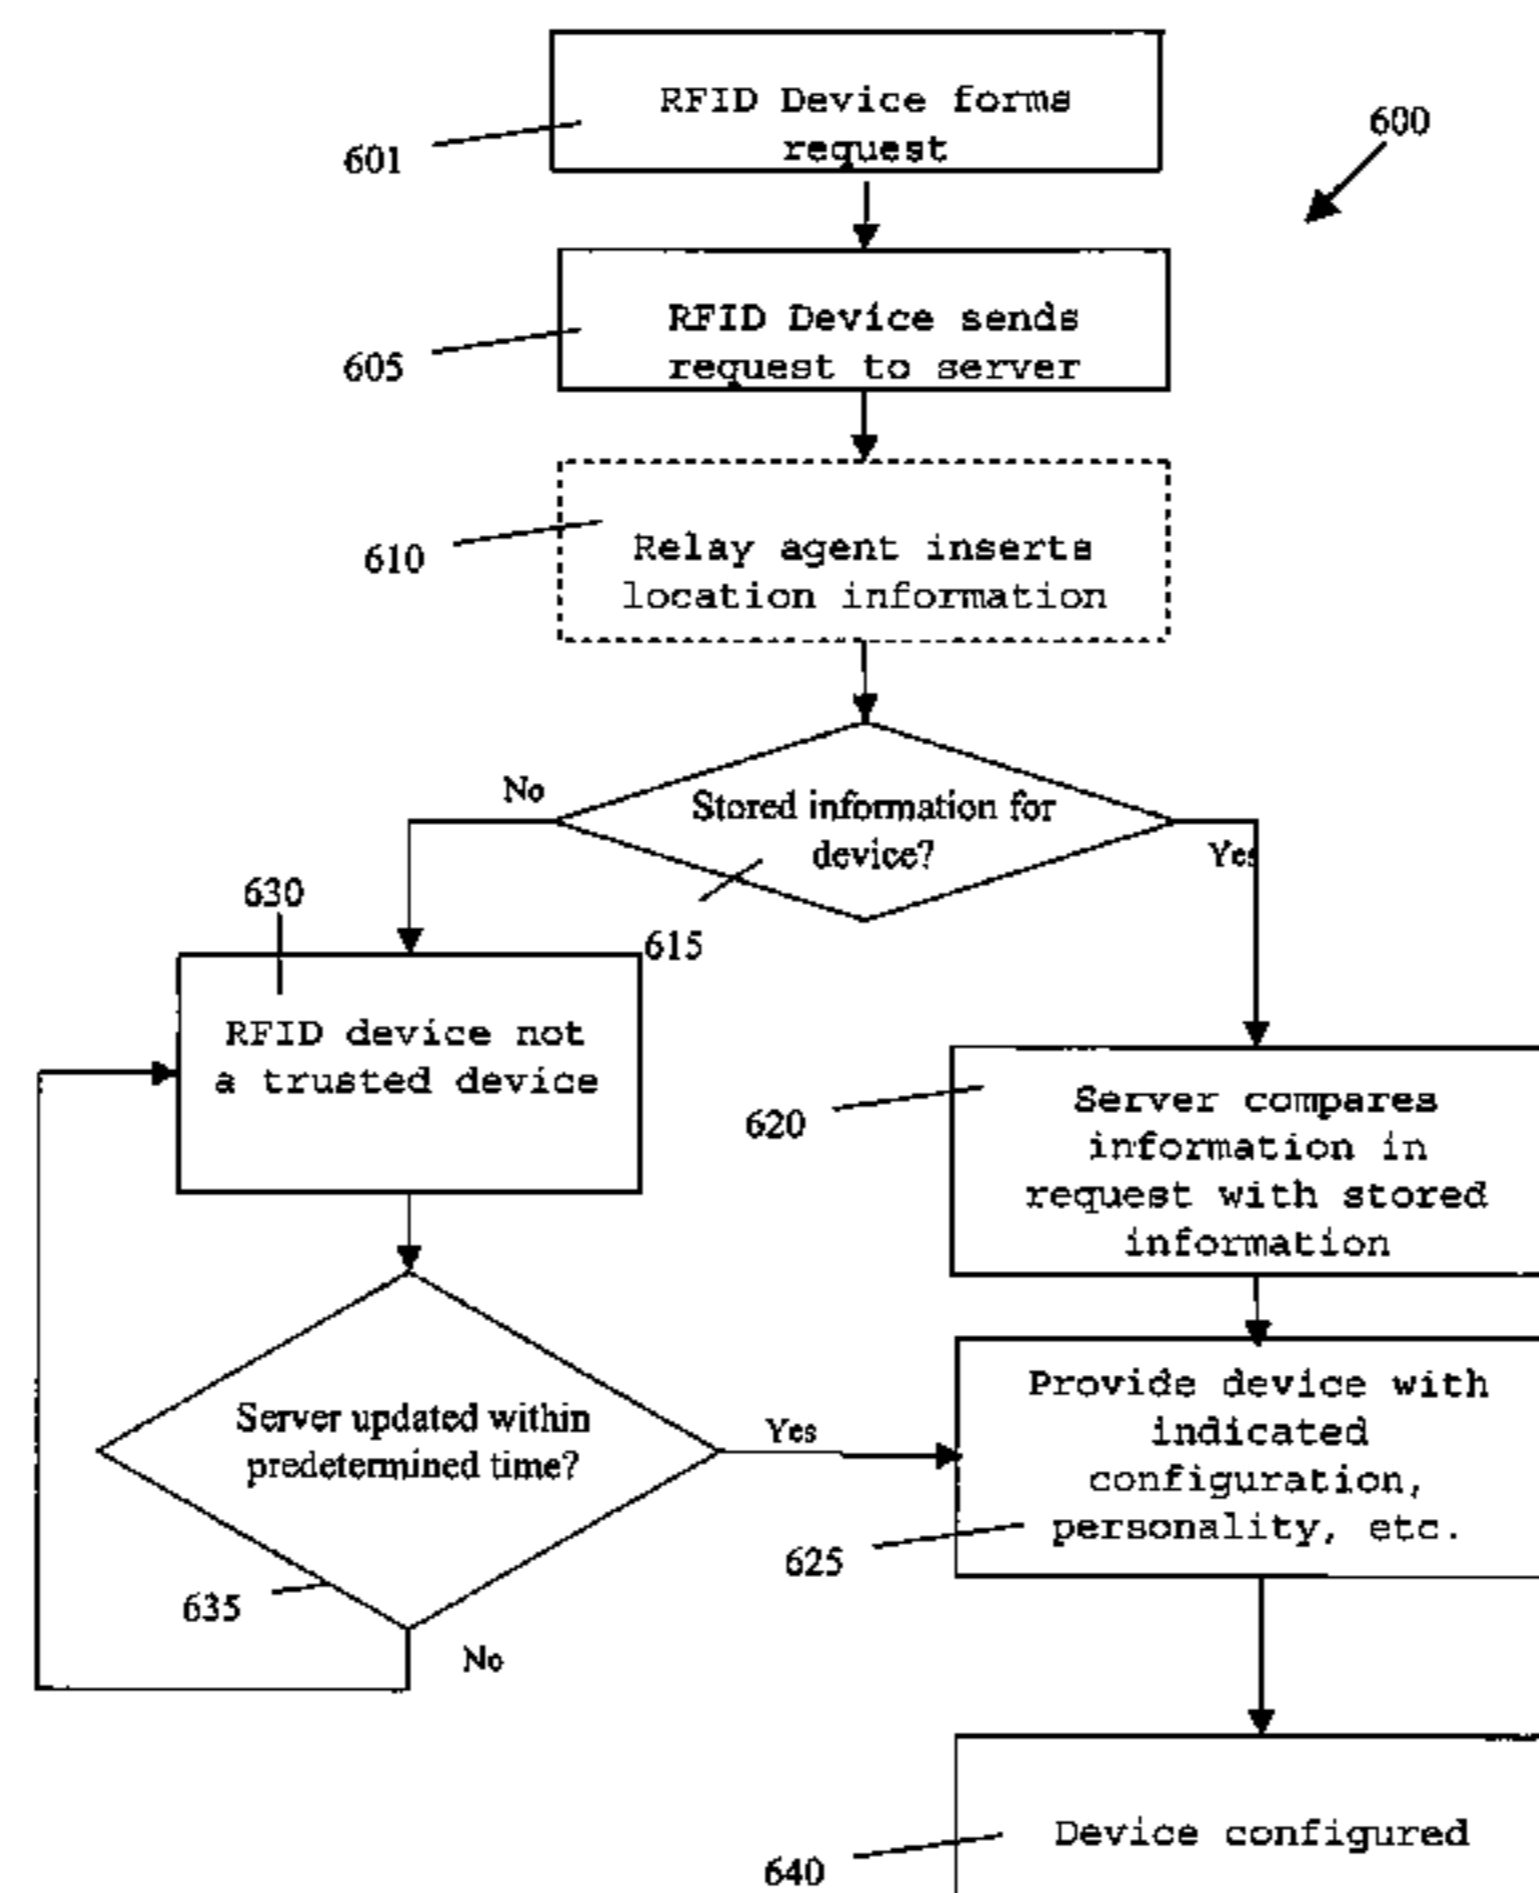 RFID Device forms
request
600
601
RFID Device sends
request to server
605
Relay agent inserts
location information
610
No
Stored information for
device?
Yes
615
630
RFID device not
a trusted device
620
Server compares
information in
request with stored
information
Server updated within
predetermined time?
Yes
Provide device with
indicated
configuration,
personality, etc.
625
635
No
Device configured
640